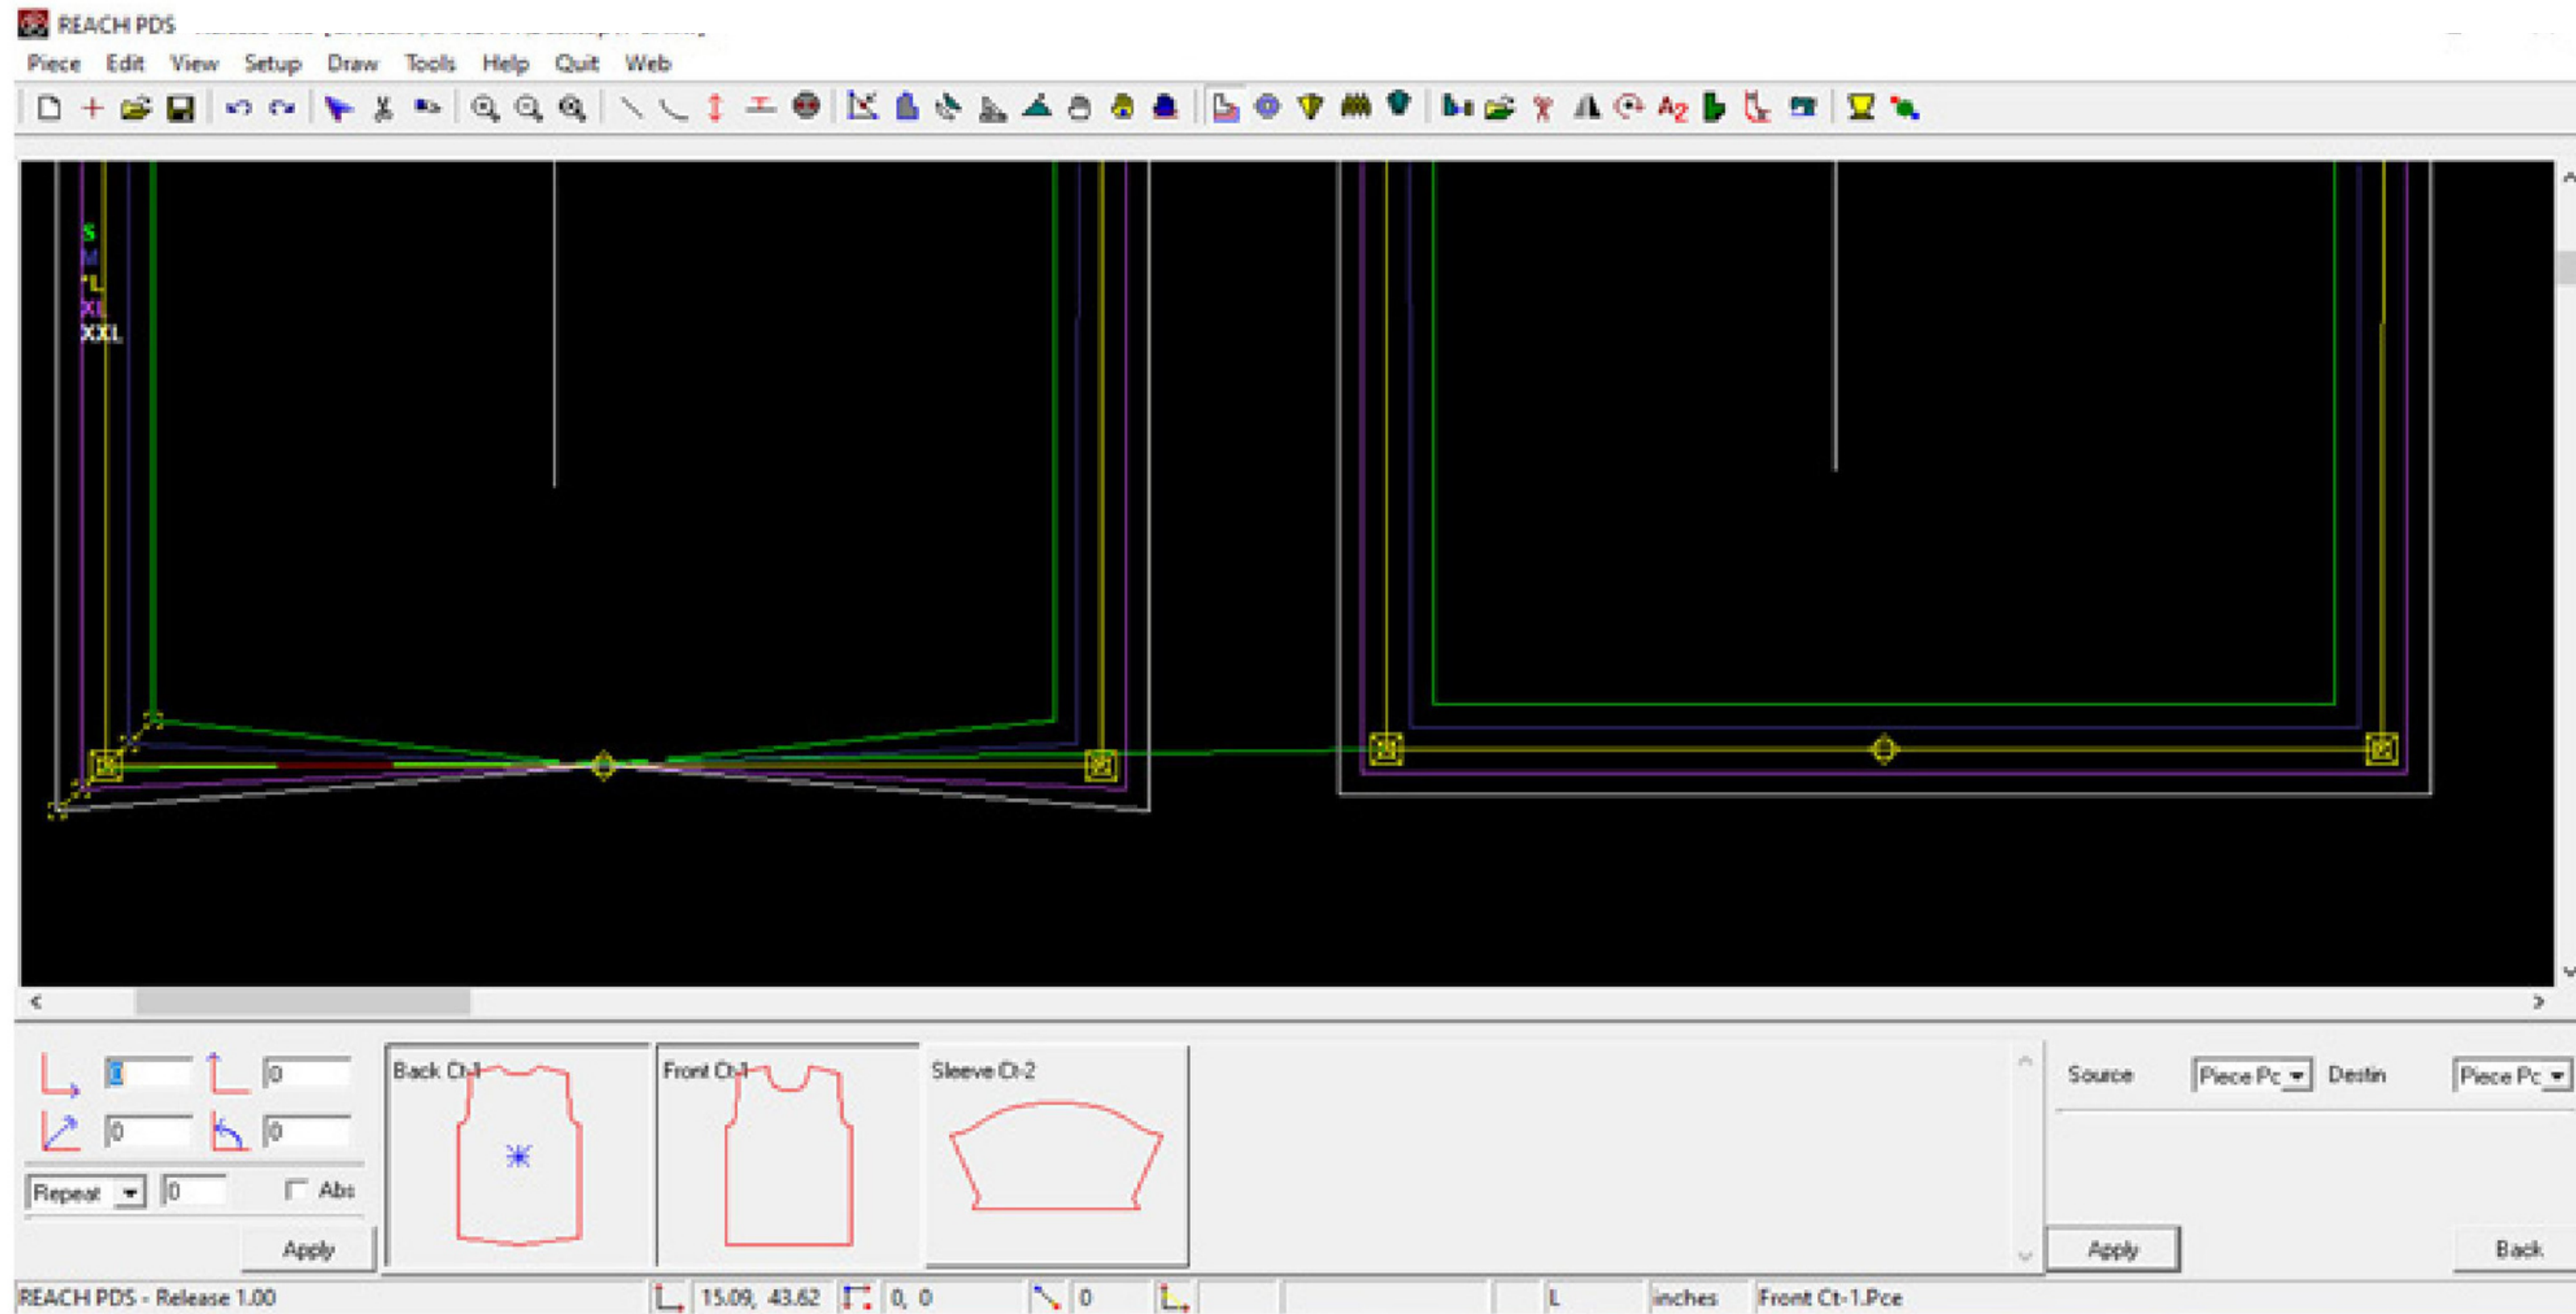 REACH PDS
Piece Edit View Setup Draw Tools Help Quit Web
A2
S
M
*L
XL
XXL
Back Ct-1
Front Ct-1
Sleeve Ct-2
Source Piece Pc Destin Piece Pc
0 0
0 0
Repeat 0 Abs
Apply
Apply Back
REACH PDS - Release 1.00 15.09, 43.62 0, 0 0 L inches Front Ct-1.Pce